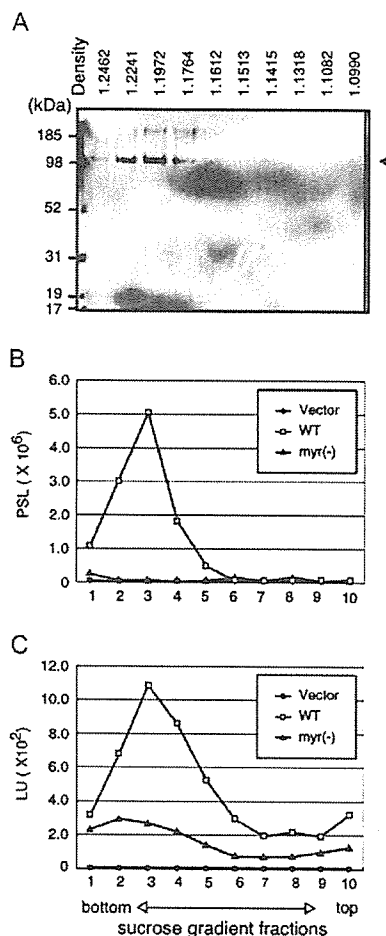 A
Density
1.2462
1.2241
1.1972
1.1764
1.1612
1.1513
1.1415
1.1318
1.1082
1.0990
(kDa)
185
98
52
31
19
17
B
PSL ( X 10⁶)
6.0
5.0
4.0
3.0
2.0
1.0
0
Vector
WT
myr(-)
1 2 3 4 5 6 7 8 9 10
C
LU ( X10²)
12.0
10.0
8.0
6.0
4.0
2.0
0
Vector
WT
myr(-)
1 2 3 4 5 6 7 8 9 10
bottom top
sucrose gradient fractions